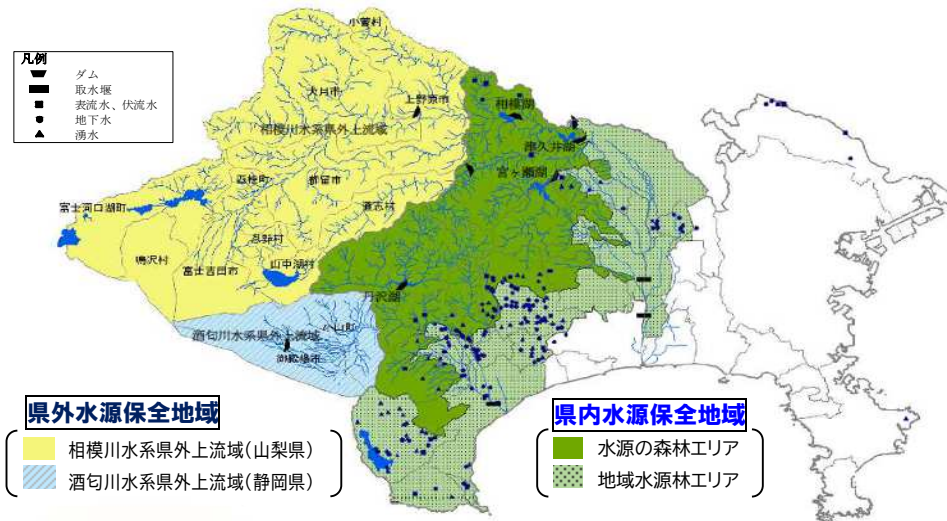 凡例
ダム
取水堰
表流水、伏流水
地下水
湧水
小菅村
大月市
上野原市
相模川水系県外上流域
相模湖
津久井湖
宮ヶ瀬湖
西桂町
都留市
道志村
富士河口湖町
忍野村
鳴沢村
富士吉田市
山中湖村
丹沢湖
小山町
酒匂川水系県外上流域
御殿場市
県外水源保全地域
相模川水系県外上流域(山梨県)
酒匂川水系県外上流域(静岡県)
県内水源保全地域
水源の森林エリア
地域水源林エリア